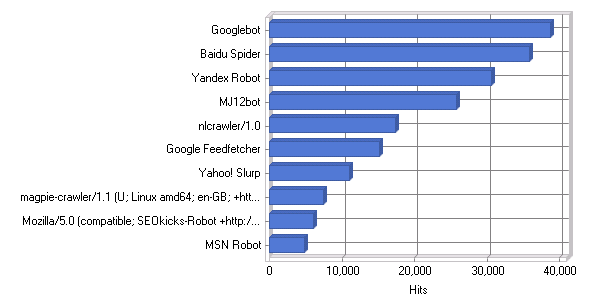 Googlebot
Baidu Spider
Yandex Robot
MJ12bot
nlcrawler/1.0
Google Feedfetcher
Yahoo! Slurp
magpie-crawler/1.1 (U; Linux amd64; en-GB; +htt...
Mozilla/5.0 (compatible; SEOkicks-Robot +http:/...
MSN Robot
0 10,000 20,000 30,000 40,000
Hits